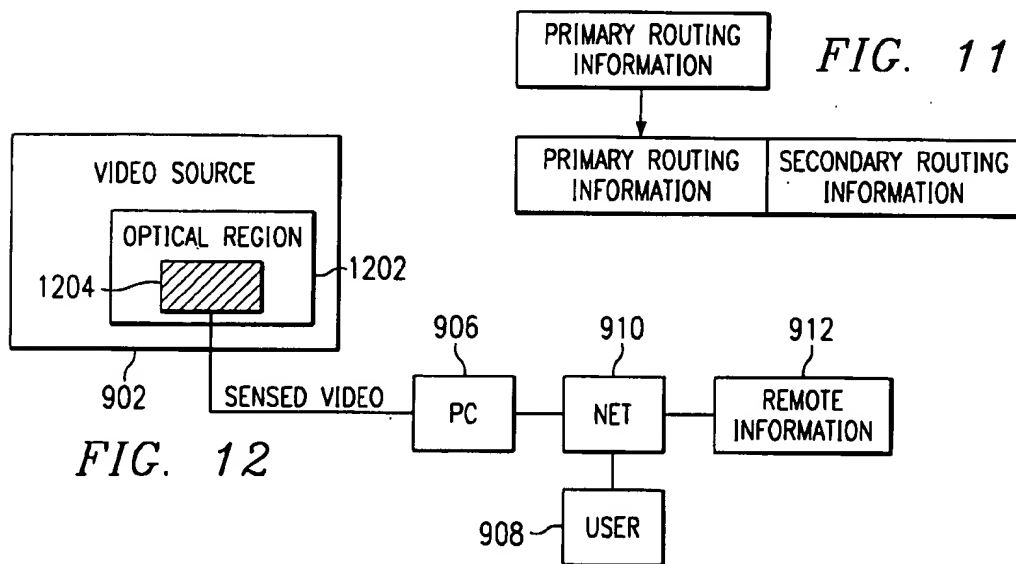 PRIMARY ROUTING
INFORMATION
FIG. 11
PRIMARY ROUTING
INFORMATION
SECONDARY ROUTING
INFORMATION
VIDEO SOURCE
OPTICAL REGION
1204
1202
902
SENSED VIDEO
906
PC
910
NET
912
REMOTE
INFORMATION
908
USER
FIG. 12